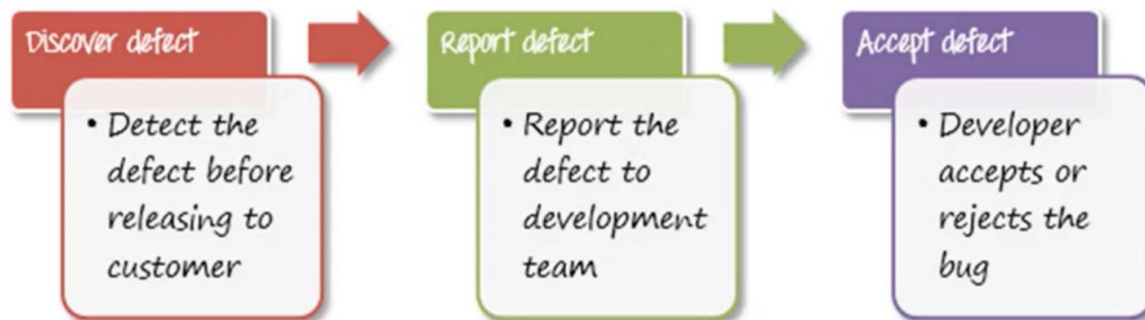 Discover defect
• Detect the
defect before
releasing to
customer
Report defect
• Report the
defect to
development
team
Accept defect
• Developer
accepts or
rejects the
bug